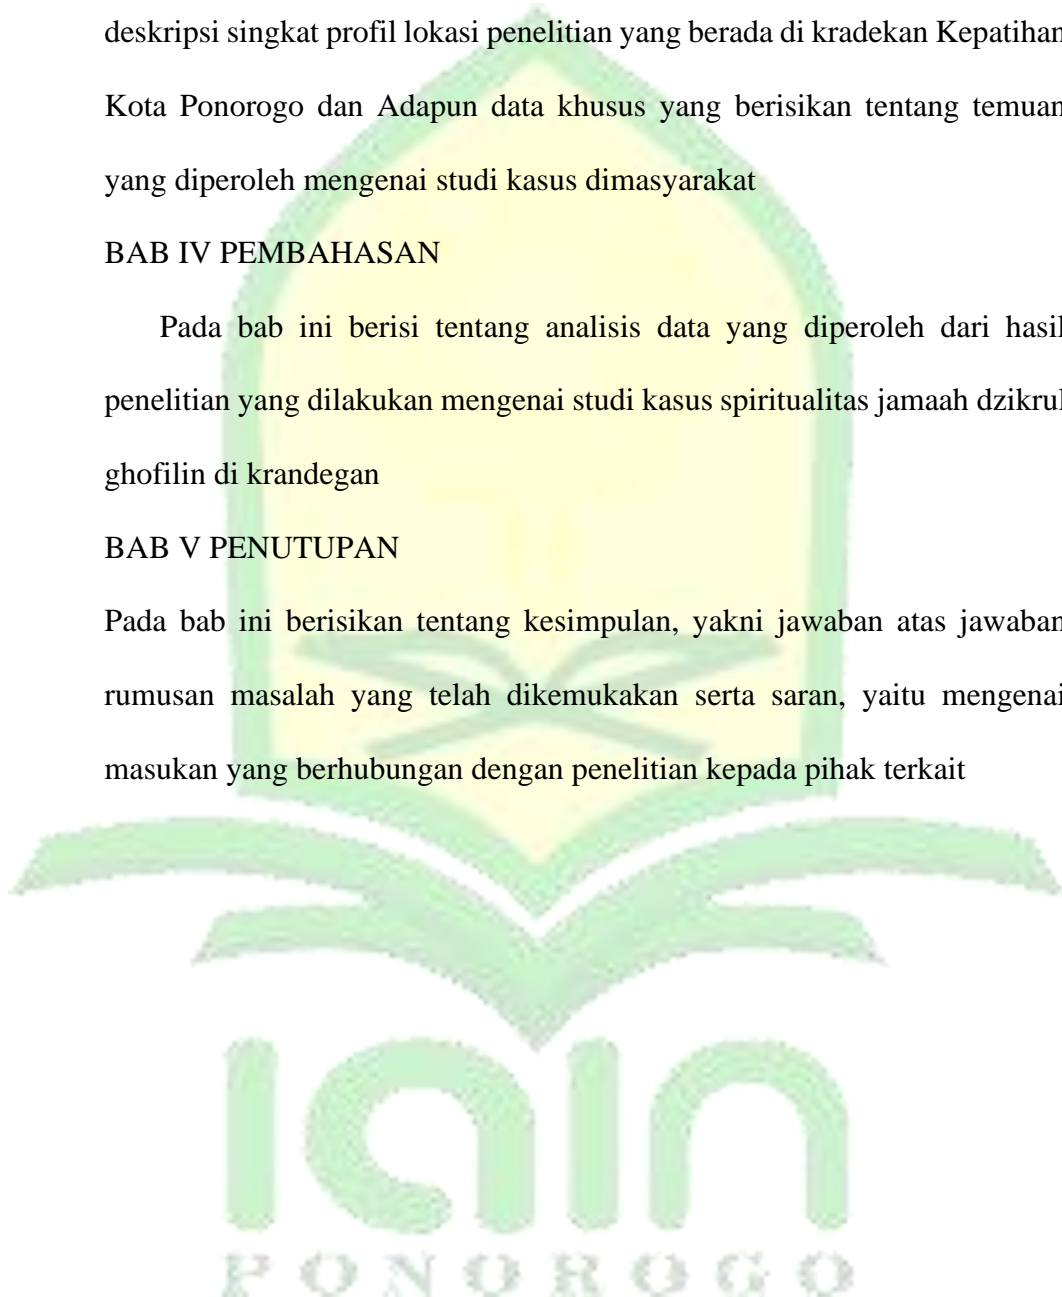 deskripsi singkat profil lokasi penelitian yang berada di kradekan Kepatihan
Kota Ponorogo dan Adapun data khusus yang berisikan tentang temuan
yang diperoleh mengenai studi kasus dimasyarakat
BAB IV PEMBAHASAN
Pada bab ini berisi tentang analisis data yang diperoleh dari hasil
penelitian yang dilakukan mengenai studi kasus spiritualitas jamaah dzikrul
ghofilin di krandegan
BAB V PENUTUPAN
Pada bab ini berisikan tentang kesimpulan, yakni jawaban atas jawaban
rumusan masalah yang telah dikemukakan serta saran, yaitu mengenai
masukan yang berhubungan dengan penelitian kepada pihak terkait
iain
PONOROGO